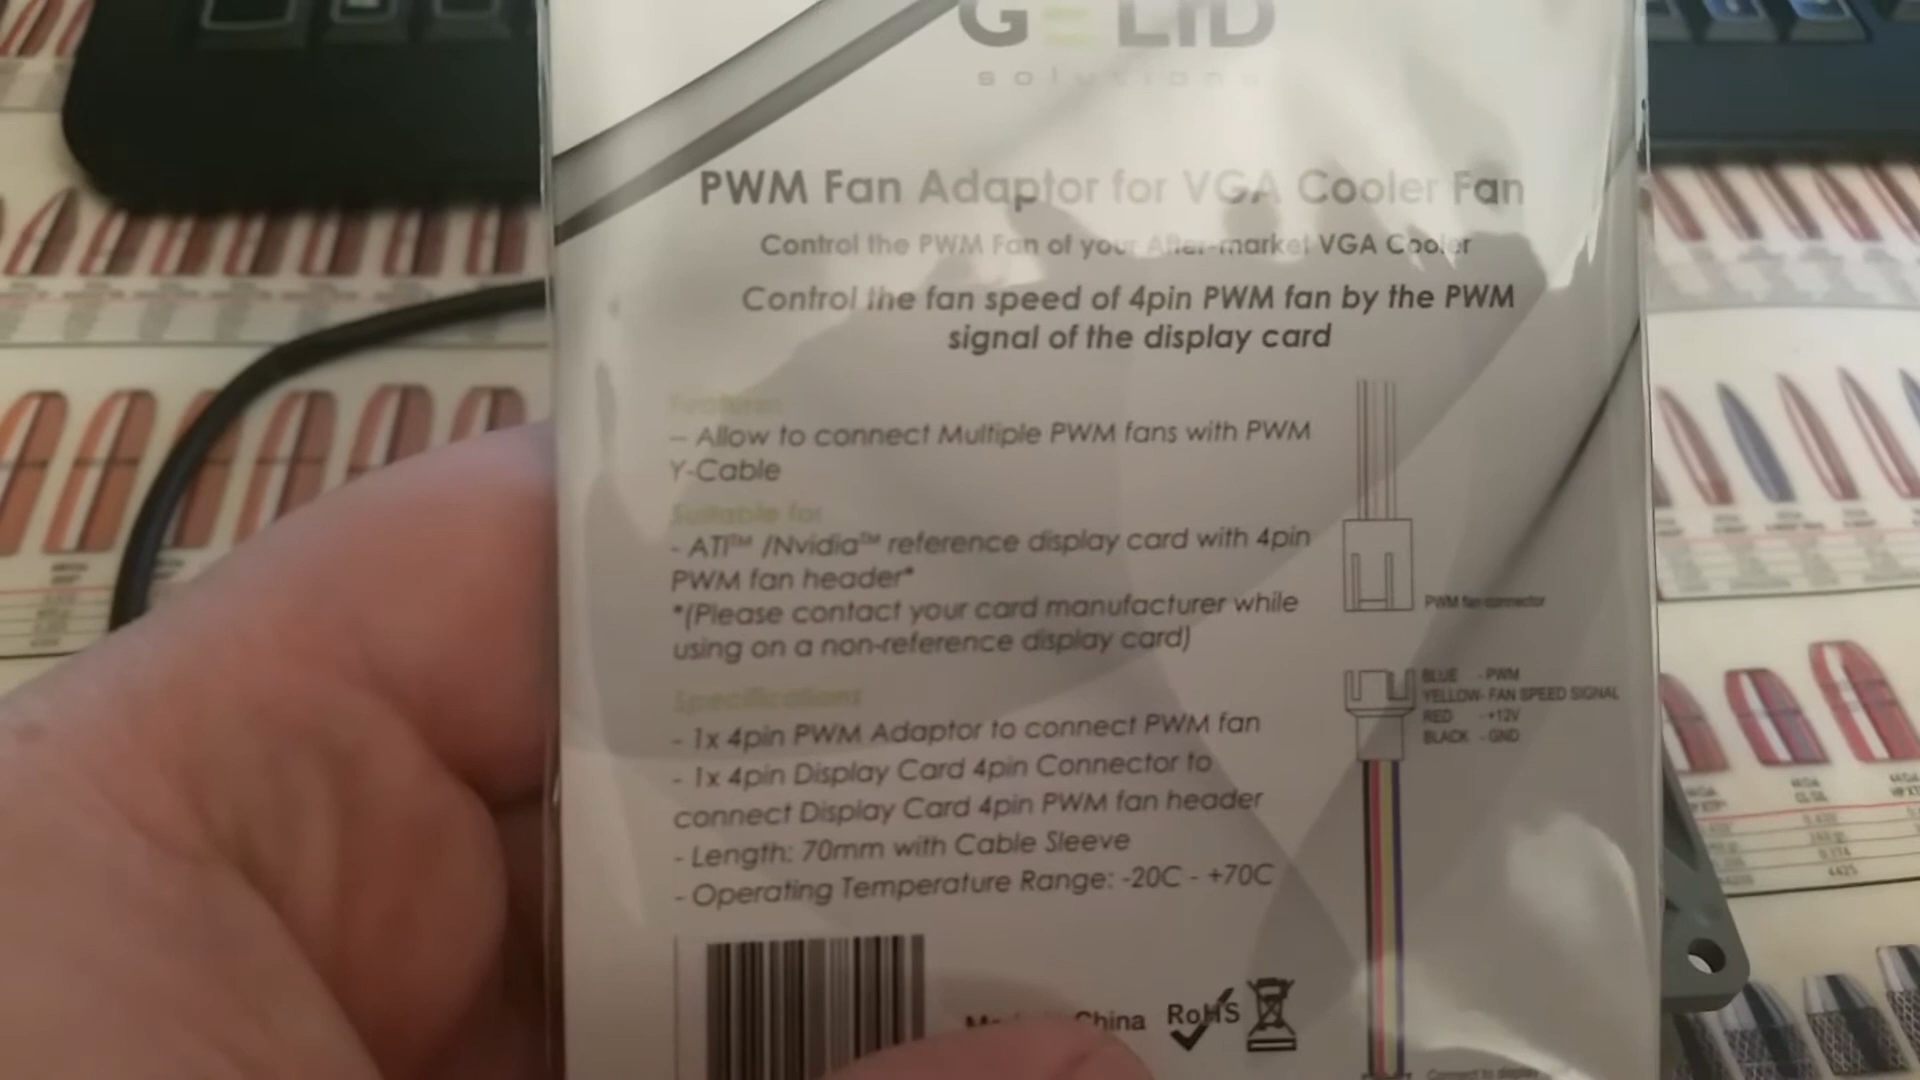 GELID
solutions
PWM Fan Adaptor for VGA Cooler Fan
Control the PWM Fan of your After-market VGA Cooler
Control the fan speed of 4pin PWM fan by the PWM
signal of the display card
Features
- Allow to connect Multiple PWM fans with PWM
Y-Cable
Suitable for
- ATI™ /Nvidia™ reference display card with 4pin
PWM fan header*
*(Please contact your card manufacturer while
using on a non-reference display card)
PWM fan connector
Specifications
- 1x 4pin PWM Adaptor to connect PWM fan
- 1x 4pin Display Card 4pin Connector to
connect Display Card 4pin PWM fan header
- Length: 70mm with Cable Sleeve
- Operating Temperature Range: -20C - +70C
BLUE - PWM
YELLOW- FAN SPEED SIGNAL
RED - +12V
BLACK - GND
China
RoHS
Connect to display